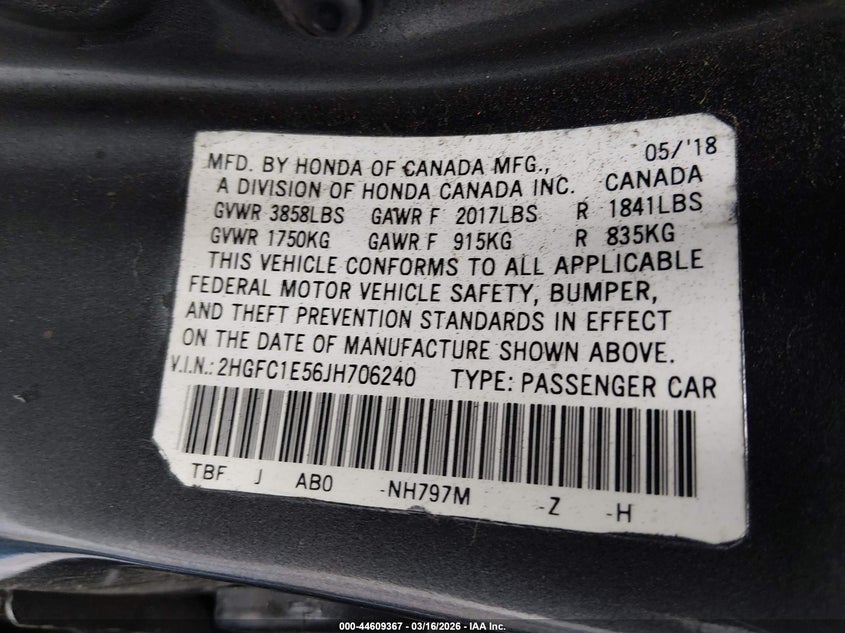 05/'18
MFD. BY HONDA OF CANADA MFG.,
A DIVISION OF HONDA CANADA INC. CANADA
GVWR 3858LBS GAWR F 2017LBS R 1841LBS
GVWR 1750KG GAWR F 915KG R 835KG
THIS VEHICLE CONFORMS TO ALL APPLICABLE
FEDERAL MOTOR VEHICLE SAFETY, BUMPER,
AND THEFT PREVENTION STANDARDS IN EFFECT
ON THE DATE OF MANUFACTURE SHOWN ABOVE.
V.I.N.: 2HGFC1E56JH706240 TYPE: PASSENGER CAR
TBF J AB0 -NH797M -Z -H
000-44609367 - 03/16/2026 - IAA Inc.